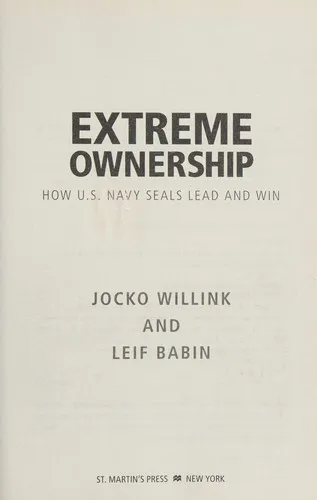 EXTREME
OWNERSHIP
HOW U.S. NAVY SEALS LEAD AND WIN
JOCKO WILLINK
AND
LEIF BABIN
ST. MARTIN'S PRESS NEW YORK